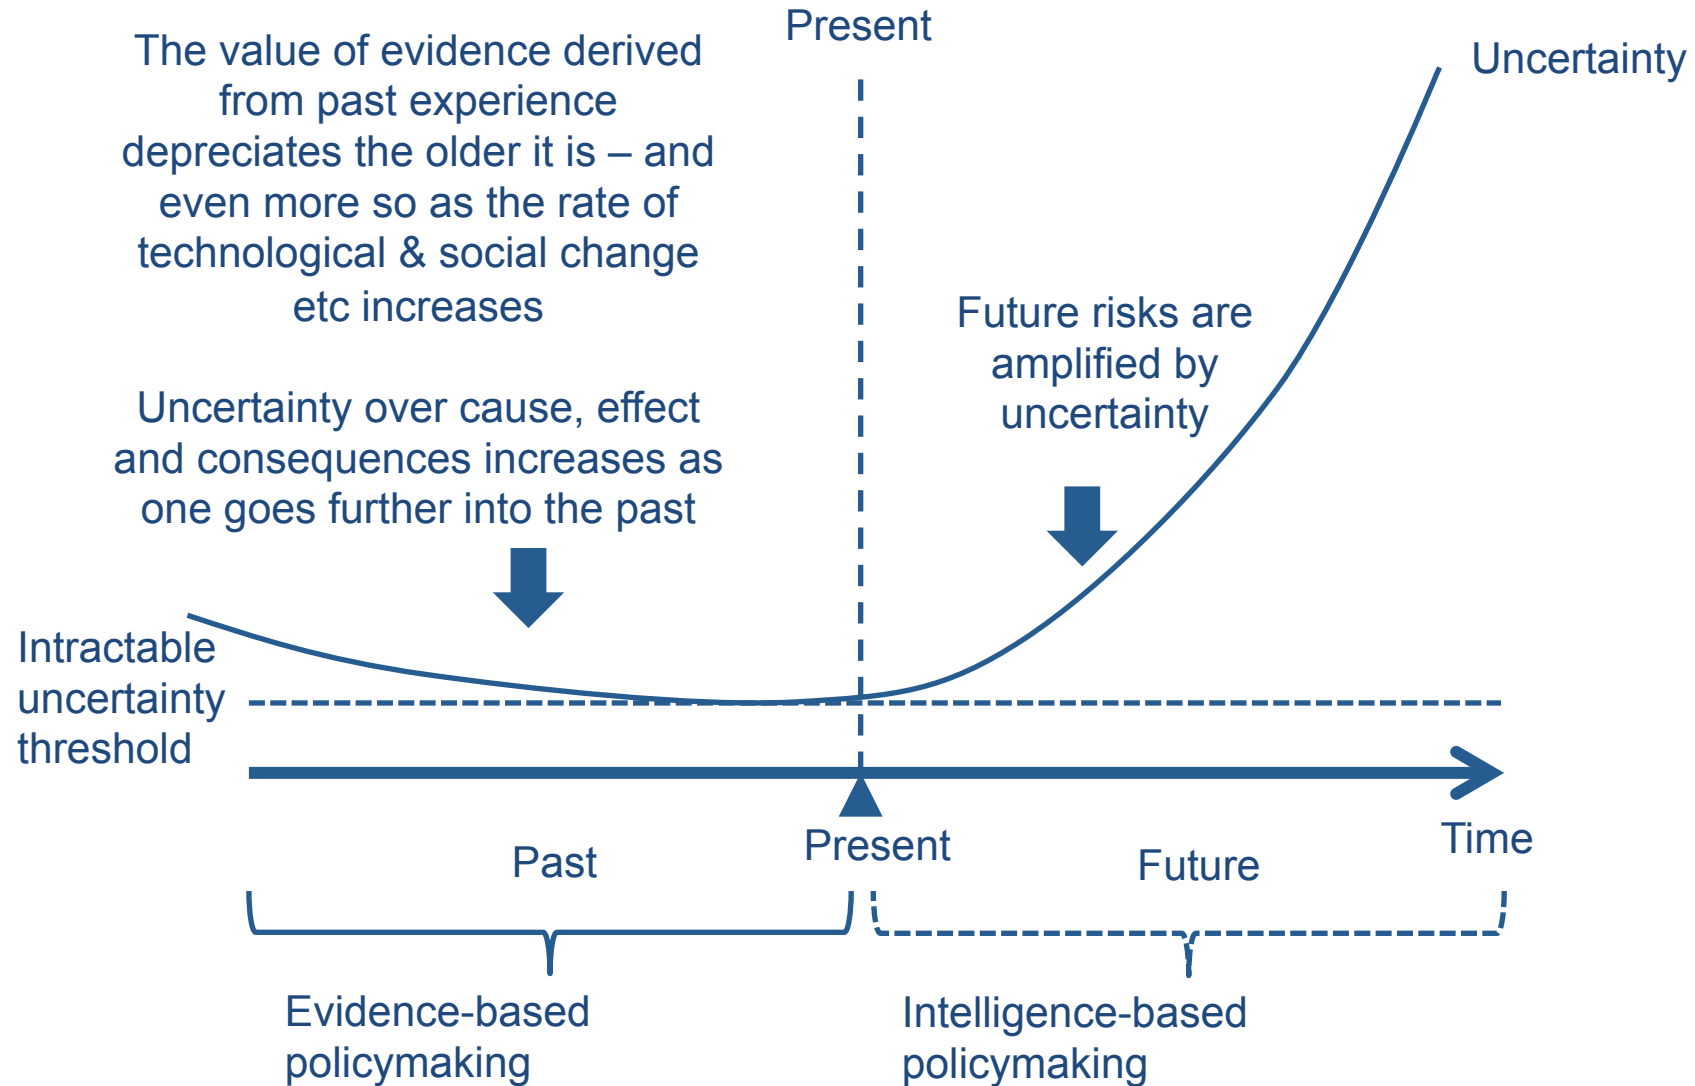 Present
Uncertainty
The value of evidence derived
from past experience
depreciates the older it is – and
even more so as the rate of
technological & social change
etc increases
Future risks are
amplified by
uncertainty
Uncertainty over cause, effect
and consequences increases as
one goes further into the past
Intractable
uncertainty
threshold
Present
Time
Past
Future
Evidence-based
policymaking
Intelligence-based
policymaking